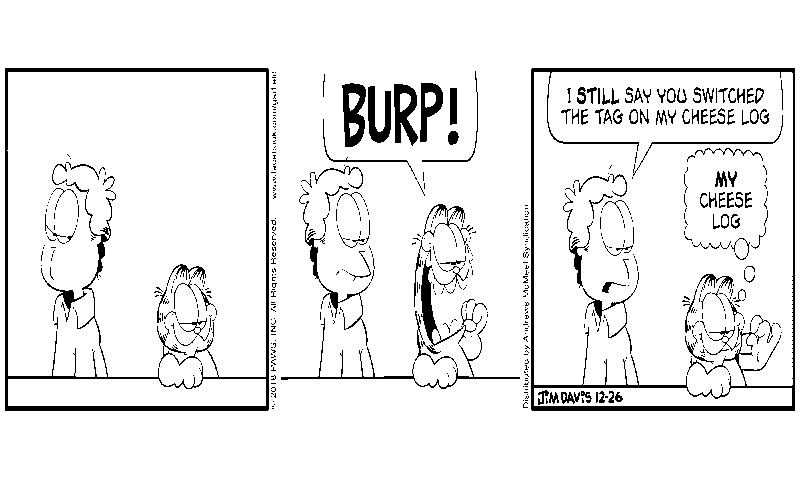 © 2018 PAWS, INC. All Rights Reserved.
BURP!
Distributed by Andrews McMeel Syndication
I STILL SAY YOU SWITCHED
THE TAG ON MY CHEESE LOG
MY
CHEESE
LOG
JIM DAVIS 12-26